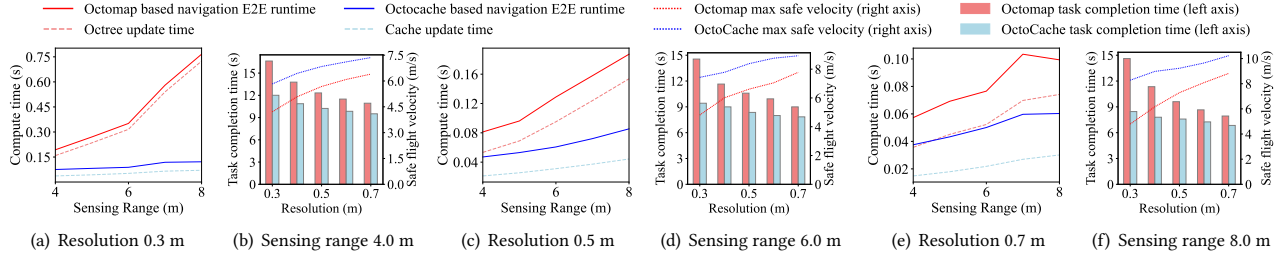 Octomap based navigation E2E runtime
Octocache based navigation E2E runtime
Octomap max safe velocity (right axis)
Octomap task completion time (left axis)
Octree update time
Cache update time
OctoCache max safe velocity (right axis)
OctoCache task completion time (left axis)
Compute time (s)
0.75
0.60
0.45
0.30
0.15
4
6
8
Sensing Range (m)
(a) Resolution 0.3 m
Task completion time (s)
15
12
9
6
3
0
0.3
0.5
0.7
Resolution (m)
7.5
6.0
4.5
3.0
1.5
0.0
Safe flight velocity (m/s)
(b) Sensing range 4.0 m
Compute time (s)
0.16
0.12
0.08
0.04
4
6
8
Sensing Range (m)
(c) Resolution 0.5 m
Task completion time (s)
15
12
9
6
3
0
0.3
0.5
0.7
Resolution (m)
8
6
4
2
0
Safe flight velocity (m/s)
(d) Sensing range 6.0 m
Compute time (s)
0.10
0.08
0.06
0.04
0.02
4
6
8
Sensing Range (m)
(e) Resolution 0.7 m
Task completion time (s)
15
12
9
6
3
0
0.3
0.5
0.7
Resolution (m)
10
8
6
4
2
0
Safe flight velocity (m/s)
(f) Sensing range 8.0 m